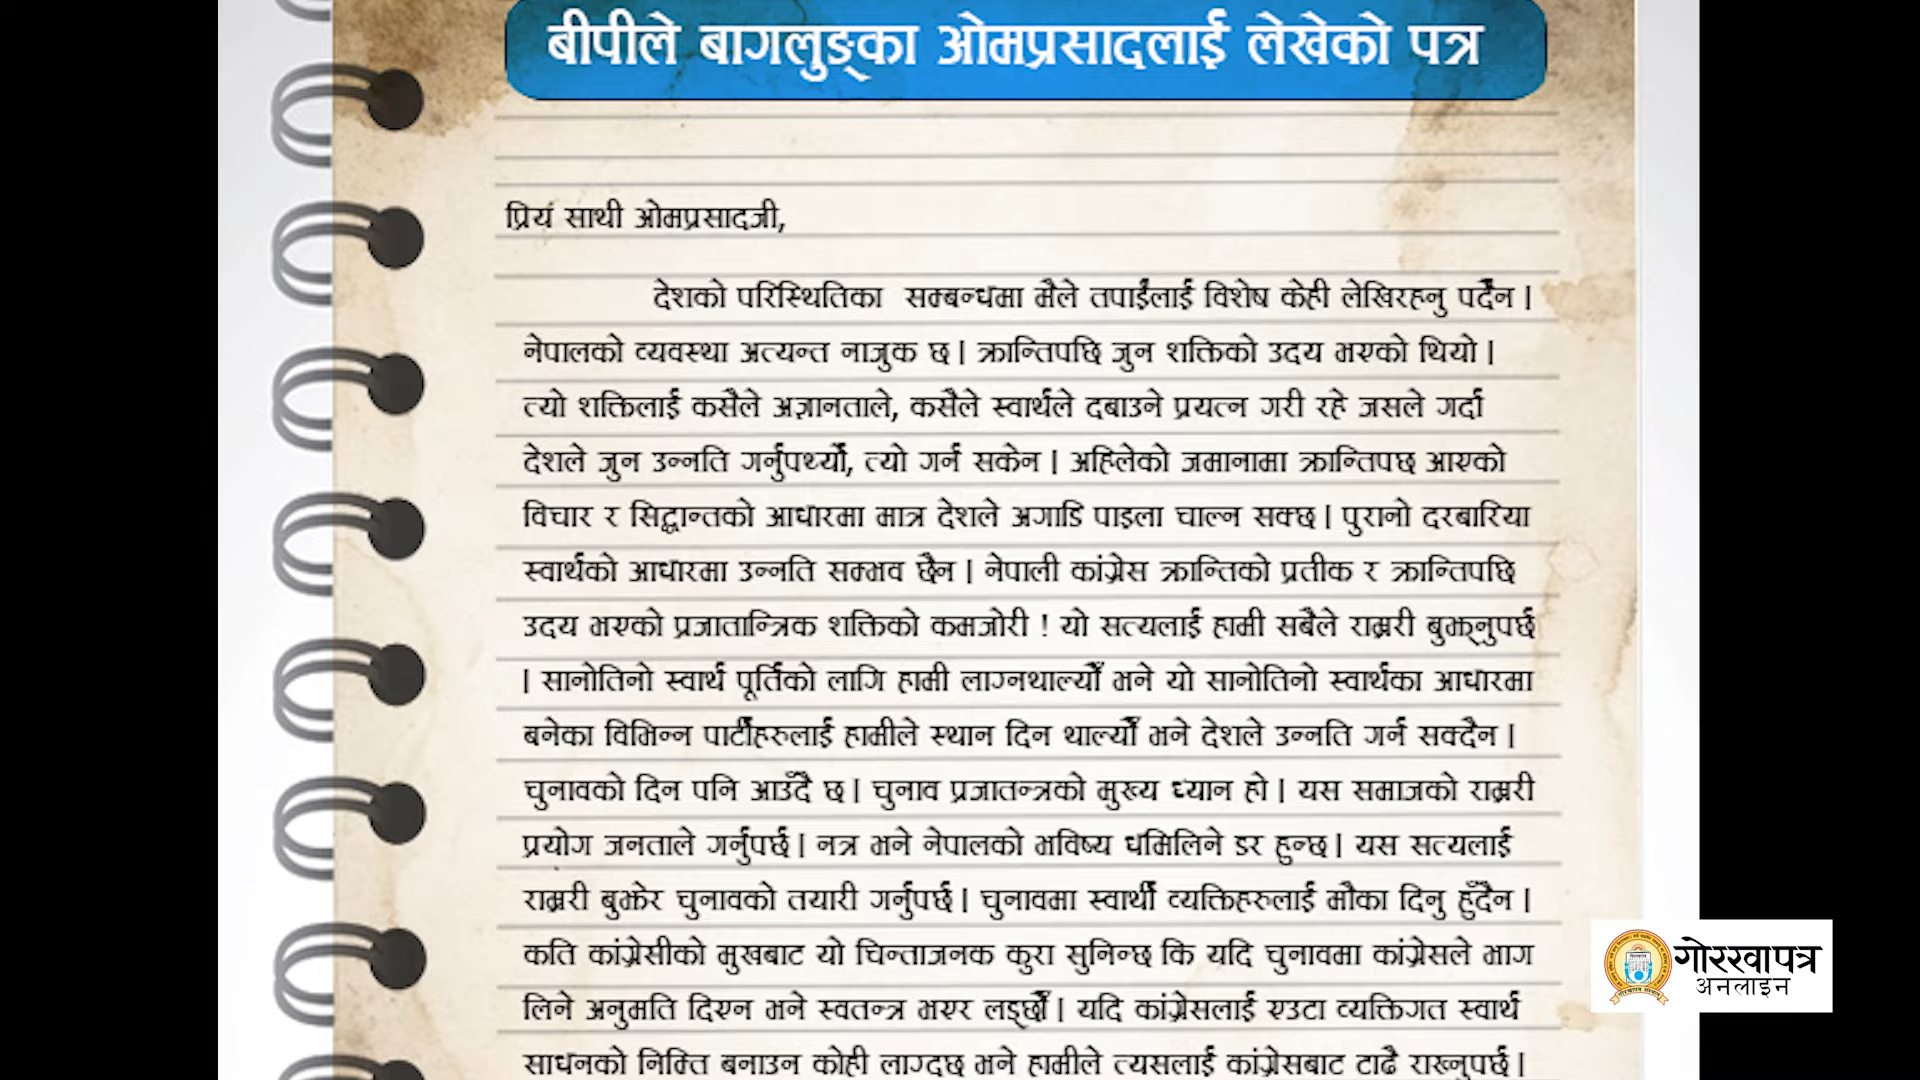 बीपीले बागलुङ्का ओमप्रसादलाई लेखेको पत्र
प्रिय साथी ओमप्रसादजी,
देशको परिस्थितिका सम्बन्धमा मैले तपाईंलाई विशेष केही लेखिरहनु पर्दैन |
नेपालको व्यवस्था अत्यन्त नाजुक छ | क्रान्तिपछि जुन शक्तिको उदय भएको थियो |
त्यो शक्तिलाई कसैले अज्ञानताले, कसैले स्वार्थले दबाउने प्रयत्न गरी रहे जसले गर्दा
देशले जुन उन्नति गर्नुपर्थ्यो, त्यो गर्न सकेन | अहिलेको जमानामा क्रान्तिपछ आएको
विचार र सिद्धान्तको आधारमा मात्र देशले अगाडि पाइला चाल्न सक्छ | पुरानो दरबारिया
स्वार्थको आधारमा उन्नति सम्भव छैन | नेपाली कांग्रेस क्रान्तिको प्रतीक र क्रान्तिपछि
उदय भएको प्रजातान्त्रिक शक्तिको कमजोरी ! यो सत्यलाई हामी सबैले राम्ररी बुझ्नुपर्छ
| सानोतिनो स्वार्थ पूर्तिको लागि हामी लाग्नथाल्यौँ भने यो सानोतिनो स्वार्थका आधारमा
बनेका विभिन्न पार्टीहरुलाई हामीले स्थान दिन थाल्यौँ भने देशले उन्नति गर्न सक्दैन |
चुनावको दिन पनि आउँदै छ | चुनाव प्रजातन्त्रको मुख्य ध्यान हो | यस समाजको राम्ररी
प्रयोग जनताले गर्नुपर्छ | नत्र भने नेपालको भविष्य धमिलिने डर हुन्छ | यस सत्यलाई
राम्ररी बुझेर चुनावको तयारी गर्नुपर्छ | चुनावमा स्वार्थी व्यक्तिहरुलाई मौका दिनु हुँदैन |
कति कांग्रेसीको मुखबाट यो चिन्ताजनक कुरा सुनिन्छ कि यदि चुनावमा कांग्रेसले भाग
लिने अनुमति दिएन भने स्वतन्त्र भएर लड्छौँ | यदि कांग्रेसलाई एउटा व्यक्तिगत स्वार्थ
साधनको निम्ति बनाउन कोही लाग्दछ भने हामीले त्यसलाई कांग्रेसबाट टाढै राख्नुपर्छ |
गोरखापत्र
अनलाइन